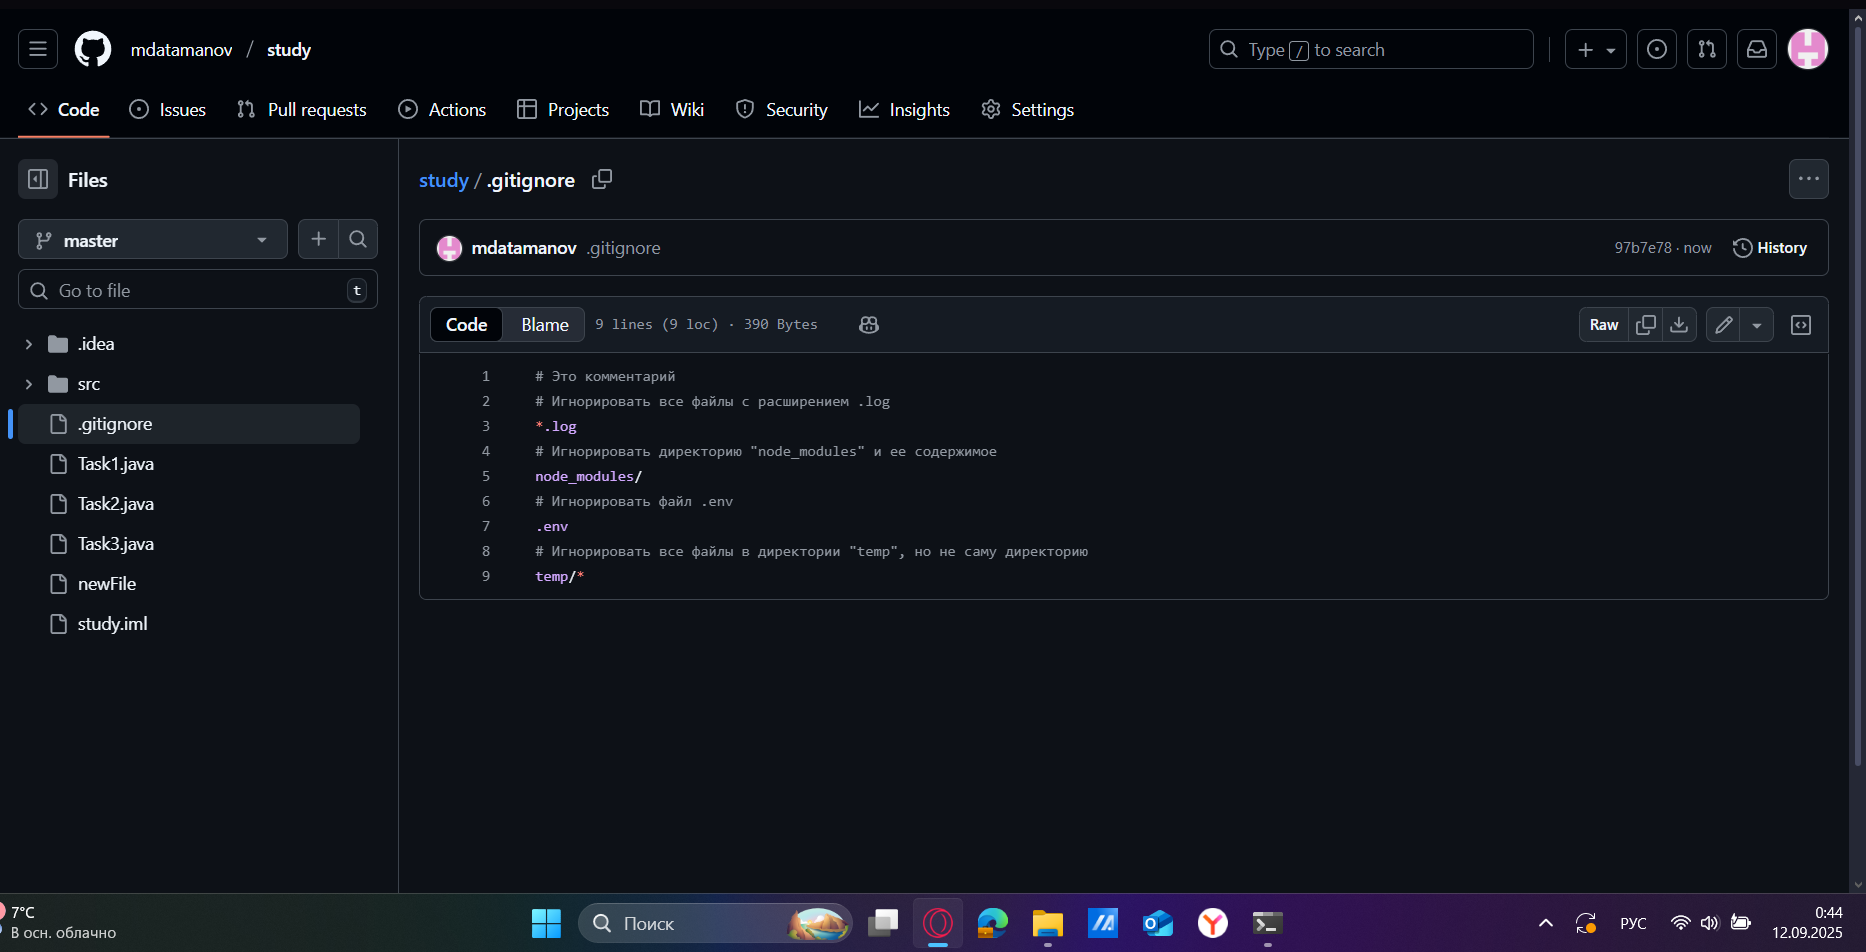 mdatamanov / study
Type / to search
Code
Issues
Pull requests
Actions
Projects
Wiki
Security
Insights
Settings
Files
master
Go to file
t
.idea
src
.gitignore
Task1.java
Task2.java
Task3.java
newFile
study.iml
study / .gitignore
mdatamanov .gitignore
97b7e78 · now
History
Code
Blame
9 lines (9 loc) · 390 Bytes
Raw
1 # Это комментарий
2 # Игнорировать все файлы с расширением .log
3 *.log
4 # Игнорировать директорию "node_modules" и ее содержимое
5 node_modules/
6 # Игнорировать файл .env
7 .env
8 # Игнорировать все файлы в директории "temp", но не саму директорию
9 temp/*
7°C
В осн. облачно
Поиск
РУС
0:44
12.09.2025